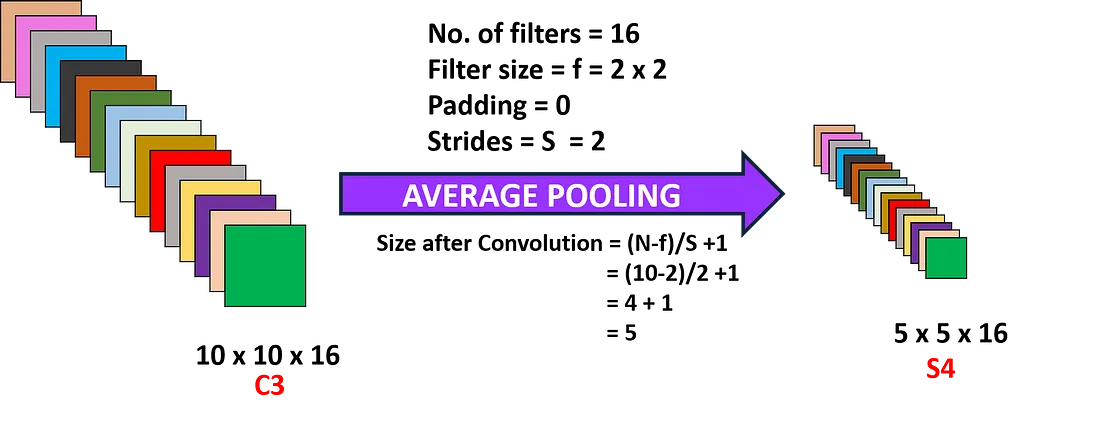 No. of filters = 16
Filter size = f = 2 x 2
Padding = 0
Strides = S  = 2
AVERAGE POOLING
Size after Convolution = (N-f)/S +1
= (10-2)/2 +1
= 4 + 1
= 5
10 x 10 x 16
C3
5 x 5 x 16
S4